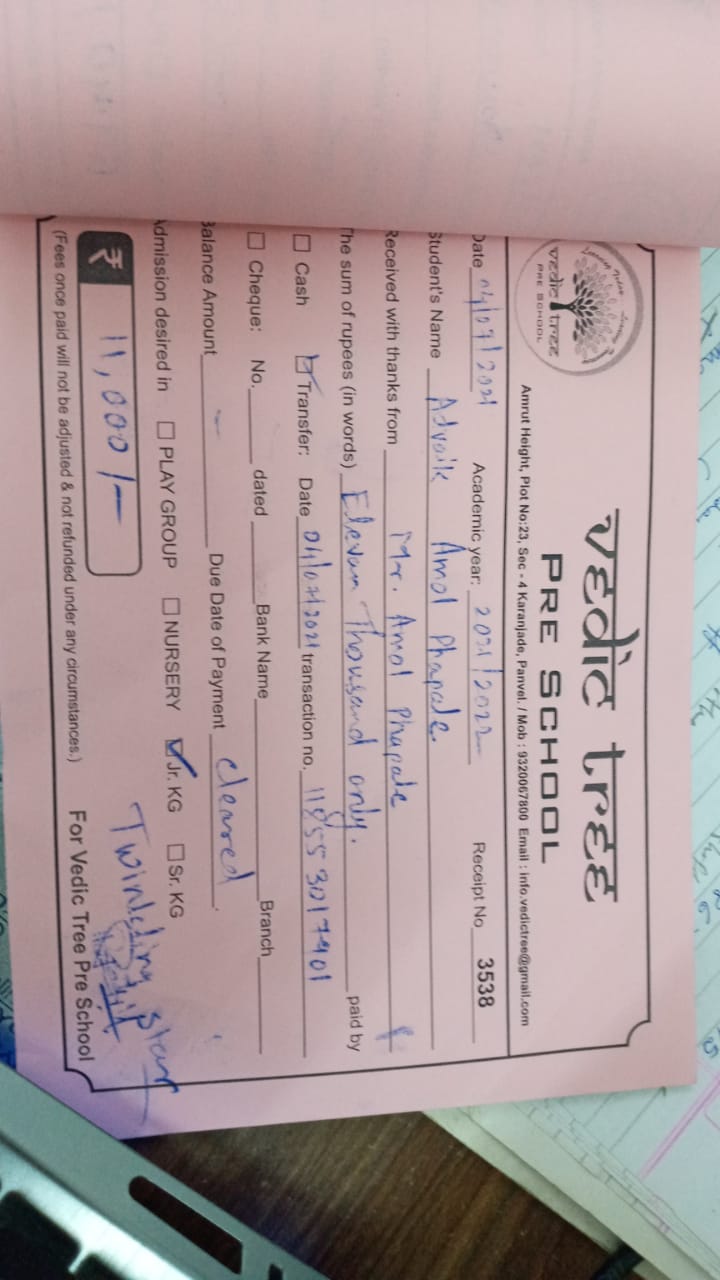 vedic tree
PRE SCHOOL
vedic tree
PRE SCHOOL
Amrut Height, Plot No:23, Sec - 4 Karanjade, Panvel. / Mob : 9320067800 Email : info.vedictree@gmail.com
Date 04/07/2021 Academic year: 2021/2022 Receipt No 3538
Student's Name Advaik Amol Phapale
Received with thanks from Mr. Amol Phapale
The sum of rupees (in words) Elevan Thousand only. paid by
☐ Cash ☑ Transfer: Date 04/07/2021 transaction no. 118553017901
☐ Cheque: No. dated Bank Name Branch
Balance Amount - Due Date of Payment cleared.
Admission desired in ☐ PLAY GROUP ☐ NURSERY ☑ Jr. KG ☐ Sr. KG
Twinkling star
₹ 11,000/-
(Fees once paid will not be adjusted & not refunded under any circumstances.) For Vedic Tree Pre School